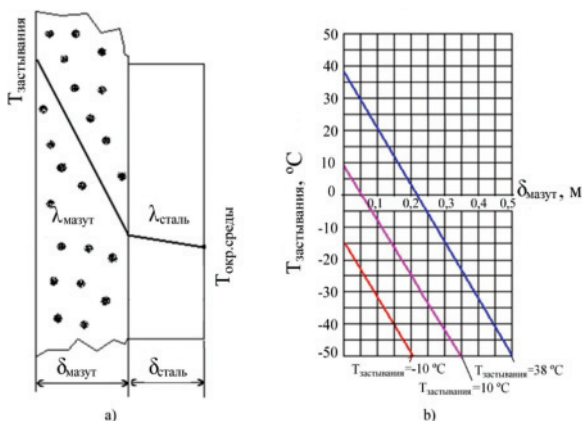 Tзастывания
λмазут
λсталь
Tокр.среды
δмазут
δсталь
а)
Tзастывания, ºC
50
40
30
20
10
0
-10
-20
-30
-40
-50
0,1
0,2
0,3
0,4
0,5
δмазут, м
Tзастывания=-10 ºC
Tзастывания=38 ºC
Tзастывания=10 ºC
b)